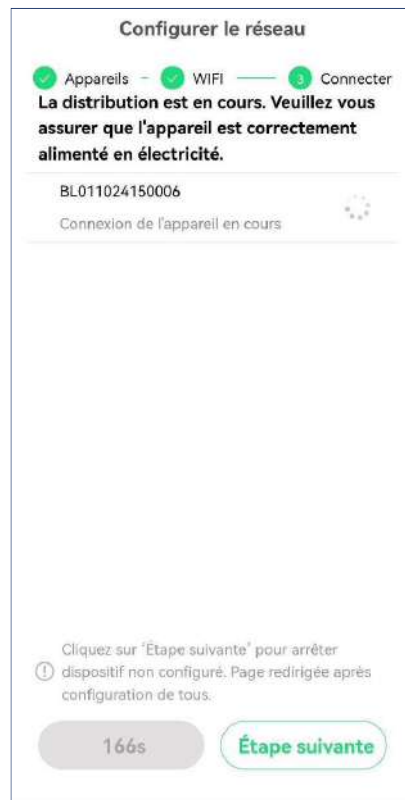 Configurer le réseau
Appareils WIFI 3 Connecter
La distribution est en cours. Veuillez vous
assurer que l'appareil est correctement
alimenté en électricité.
BL011024150006
Connexion de l'appareil en cours
Cliquez sur 'Étape suivante' pour arrêter
dispositif non configuré. Page redirigée après
configuration de tous.
166s Étape suivante